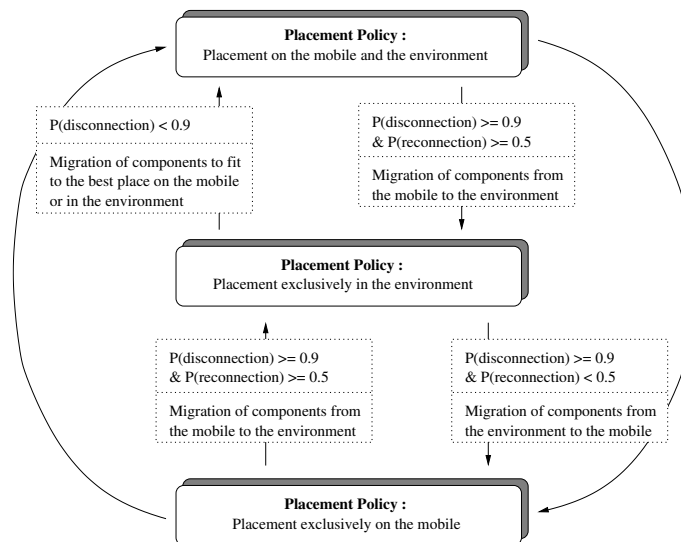 Placement Policy :
Placement on the mobile and the environment
P(disconnection) < 0.9
Migration of components to fit
to the best place on the mobile
or in the environment
P(disconnection) >= 0.9
& P(reconnection) >= 0.5
Migration of components from
the mobile to the environment
Placement Policy :
Placement exclusively in the environment
P(disconnection) >= 0.9
& P(reconnection) >= 0.5
Migration of components from
the mobile to the environment
P(disconnection) >= 0.9
& P(reconnection) < 0.5
Migration of components from
the environment to the mobile
Placement Policy :
Placement exclusively on the mobile